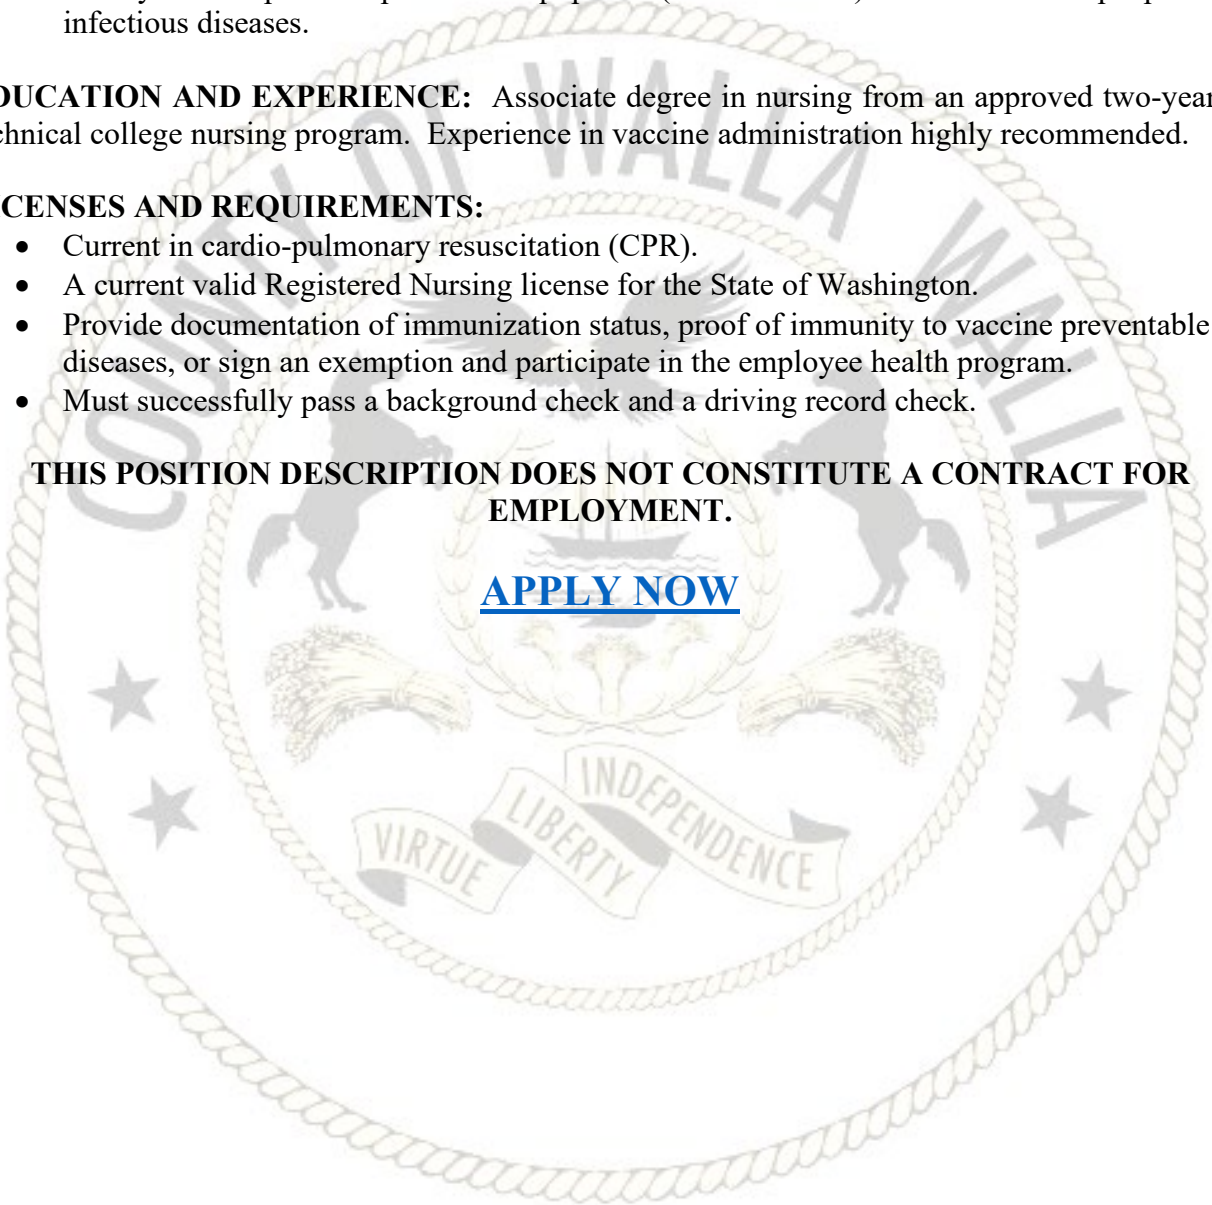 infectious diseases.
DUCATION AND EXPERIENCE: Associate degree in nursing from an approved two-year
chnical college nursing program. Experience in vaccine administration highly recommended.
CENSES AND REQUIREMENTS:
• Current in cardio-pulmonary resuscitation (CPR).
• A current valid Registered Nursing license for the State of Washington.
• Provide documentation of immunization status, proof of immunity to vaccine preventable
diseases, or sign an exemption and participate in the employee health program.
• Must successfully pass a background check and a driving record check.
THIS POSITION DESCRIPTION DOES NOT CONSTITUTE A CONTRACT FOR
EMPLOYMENT.
APPLY NOW
COUNTY OF WALLA WALLA
VIRTUE LIBERTY INDEPENDENCE